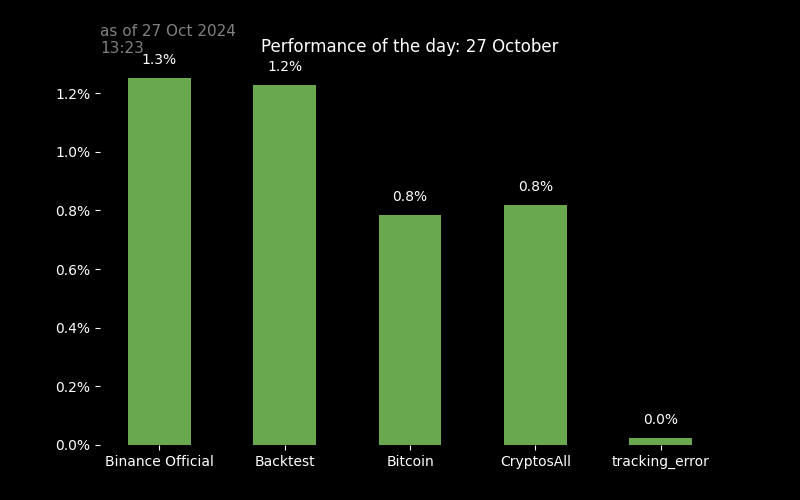 as of 27 Oct 2024
13:23
Performance of the day: 27 October
1.3%
1.2%
0.8%
0.8%
0.0%
1.2%
1.0%
0.8%
0.6%
0.4%
0.2%
0.0%
Binance Official
Backtest
Bitcoin
CryptosAll
tracking_error